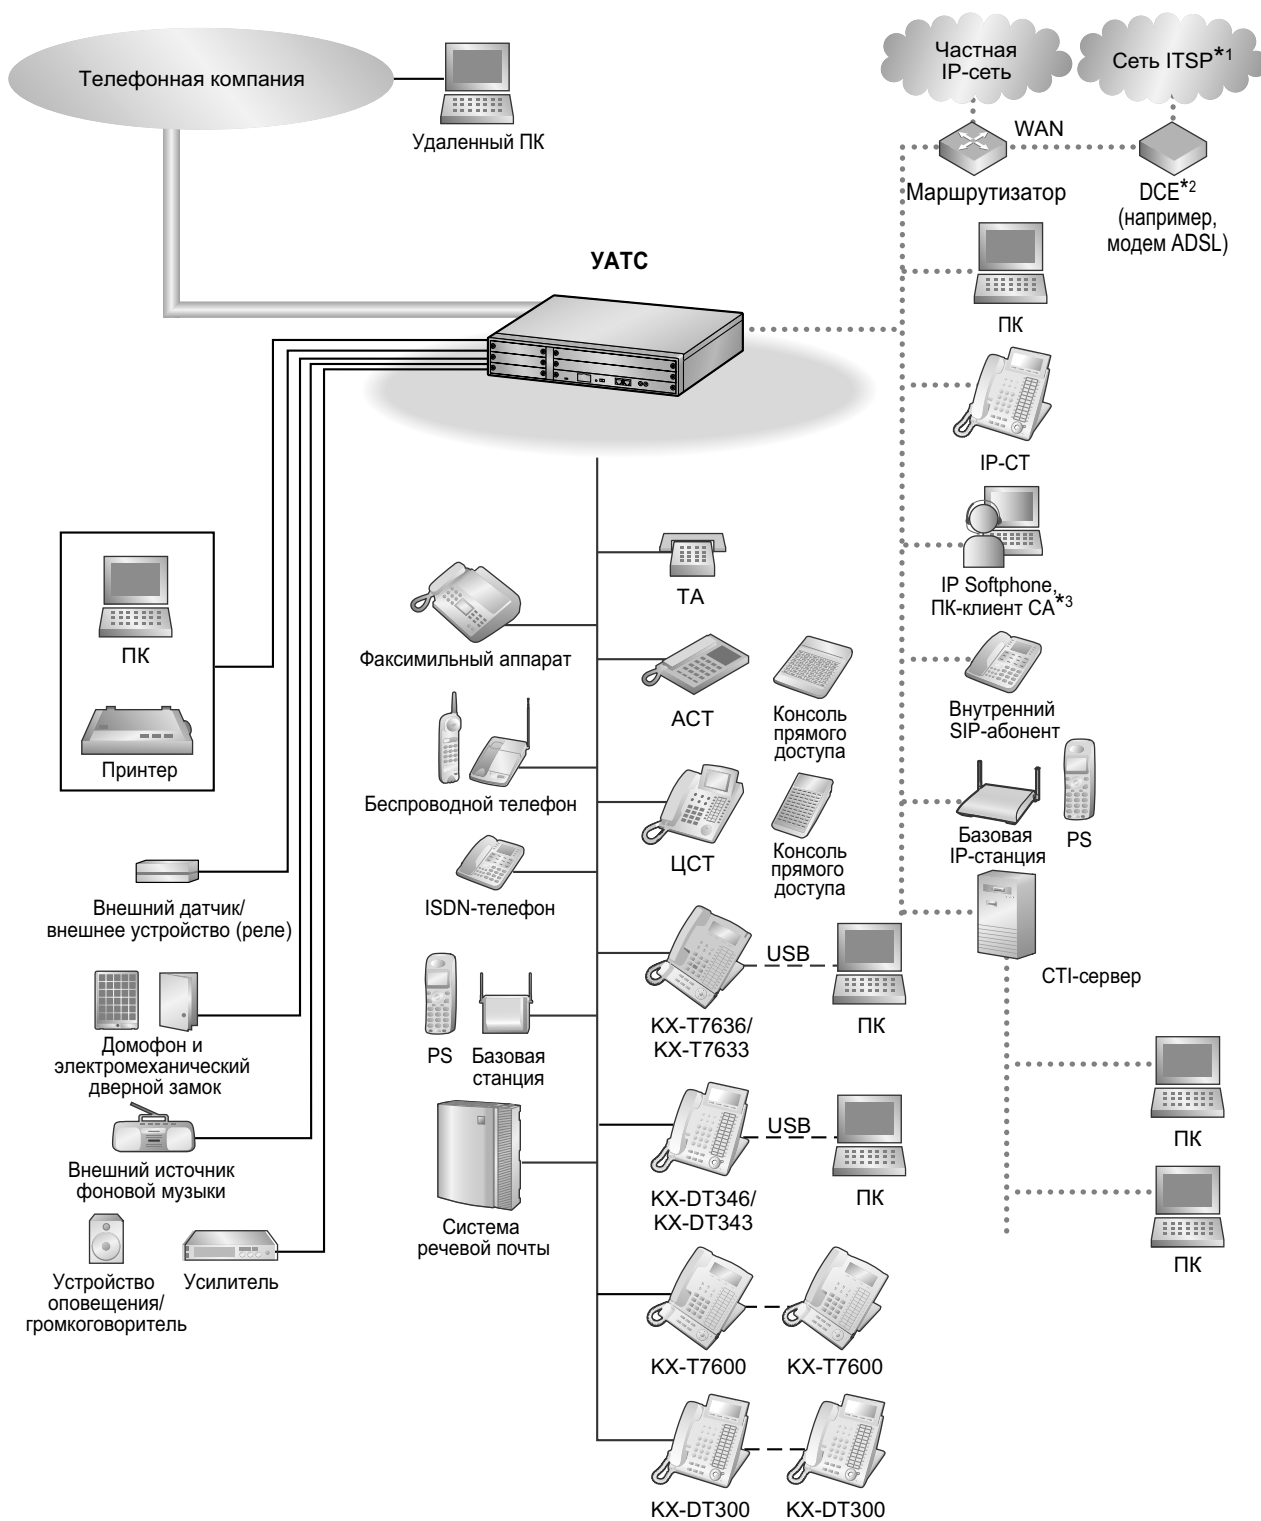 Телефонная компания
Удаленный ПК
Частная
IP-сеть
Сеть ITSP*1
WAN
Маршрутизатор
DCE*2
(например,
модем ADSL)
УАТС
ПК
IP-СТ
IP Softphone,
ПК-клиент CA*3
Внутренний
SIP-абонент
Базовая
IP-станция
PS
CTI-сервер
ПК
ПК
ПК
Принтер
Внешний датчик/
внешнее устройство (реле)
Домофон и
электромеханический
дверной замок
Внешний источник
фоновой музыки
Устройство
оповещения/
громкоговоритель
Усилитель
Факсимильный аппарат
Беспроводной телефон
ISDN-телефон
PS
Базовая
станция
Система
речевой почты
ТА
АСТ
Консоль
прямого
доступа
ЦСТ
Консоль
прямого
доступа
USB
KX-T7636/
KX-T7633
ПК
USB
KX-DT346/
KX-DT343
ПК
KX-T7600
KX-T7600
KX-DT300
KX-DT300